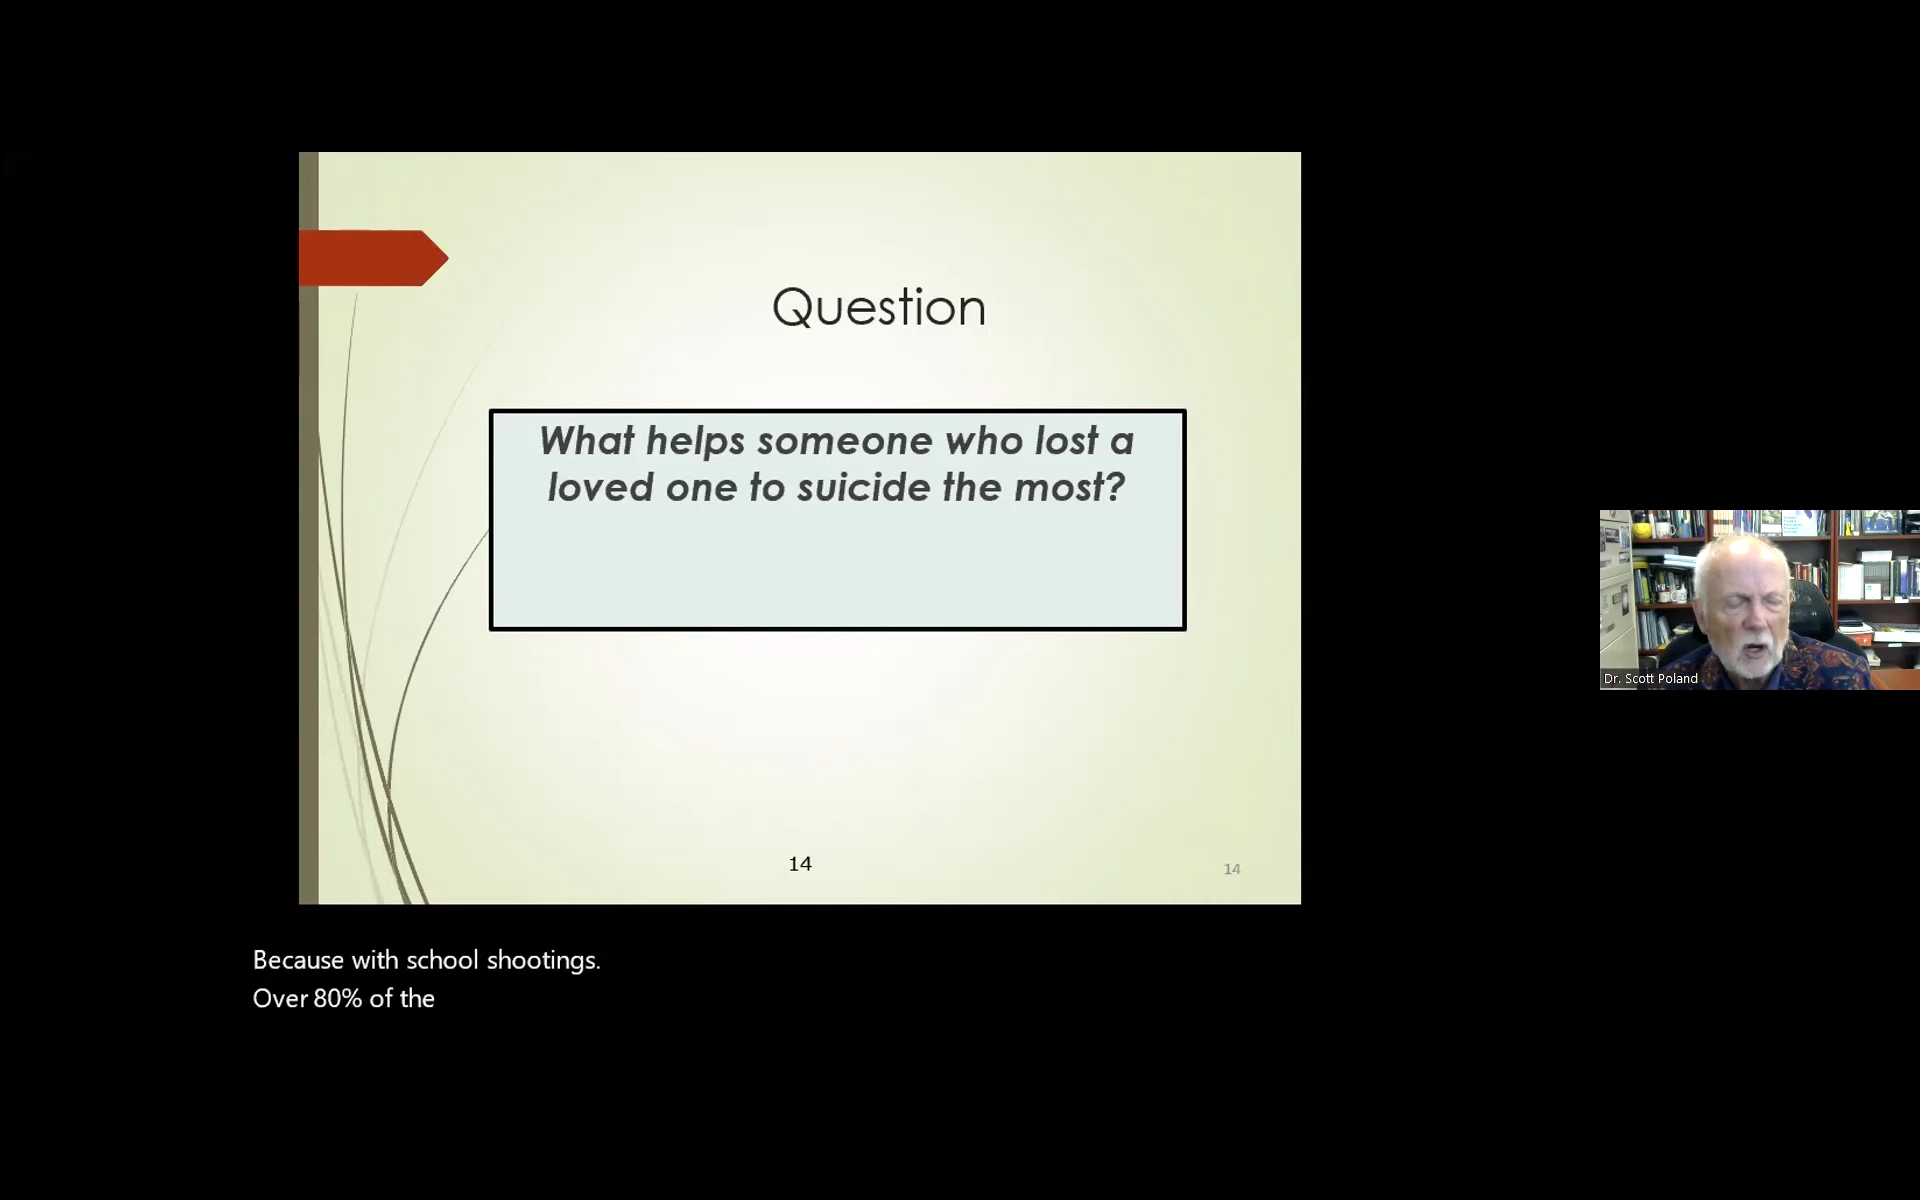 Question
What helps someone who lost a
loved one to suicide the most?
14
14
Dr. Scott Poland
Because with school shootings.
Over 80% of the